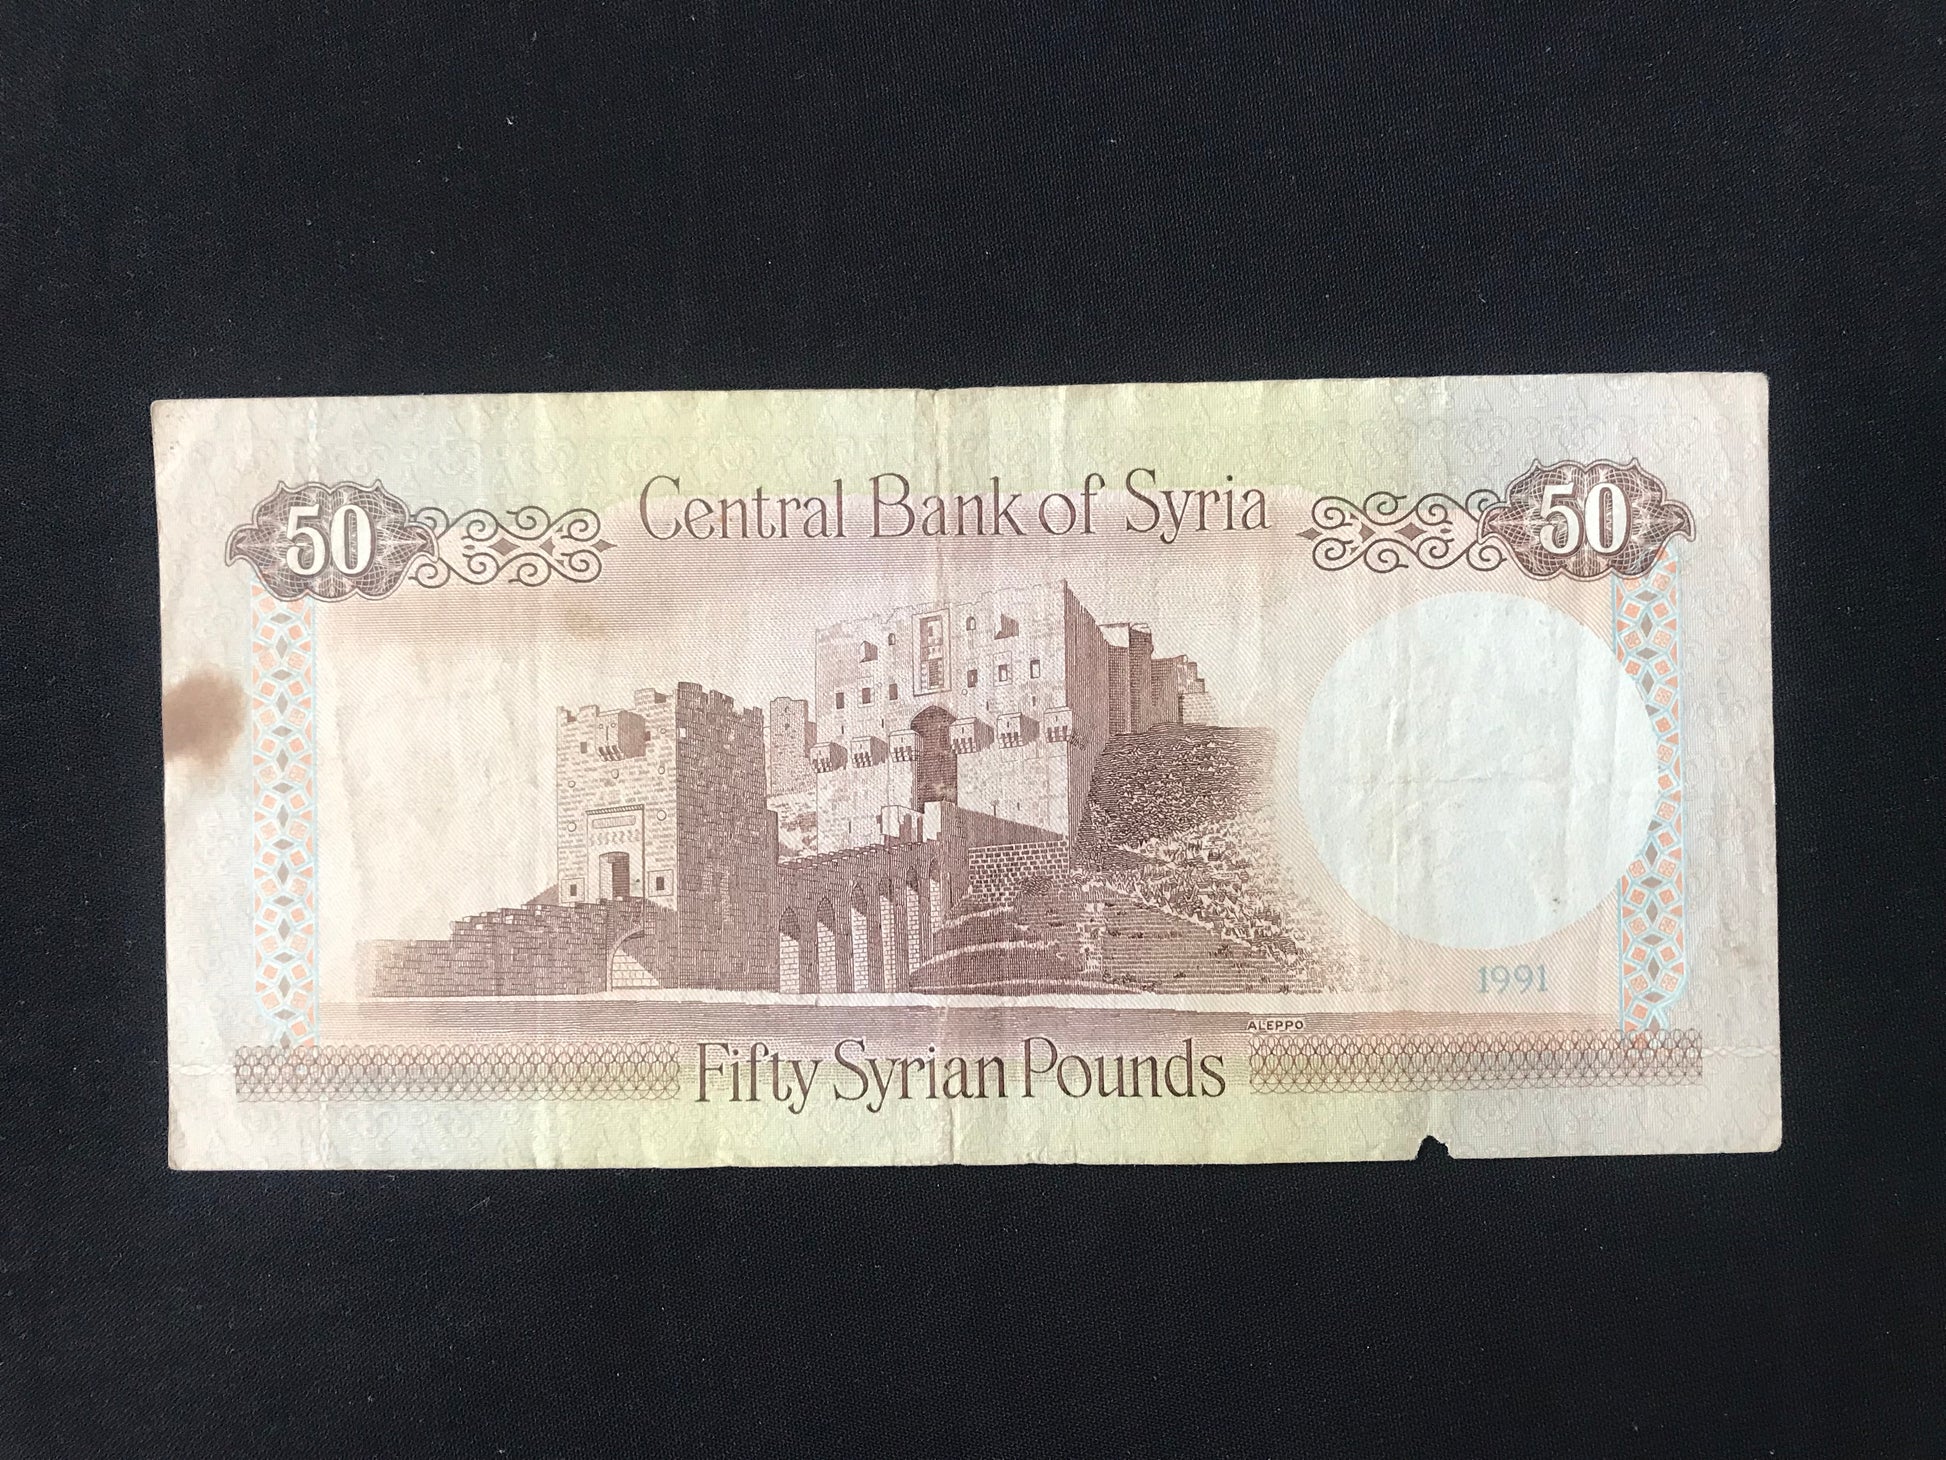 50 Central Bank of Syria 50
1991
ALEPPO
Fifty Syrian Pounds